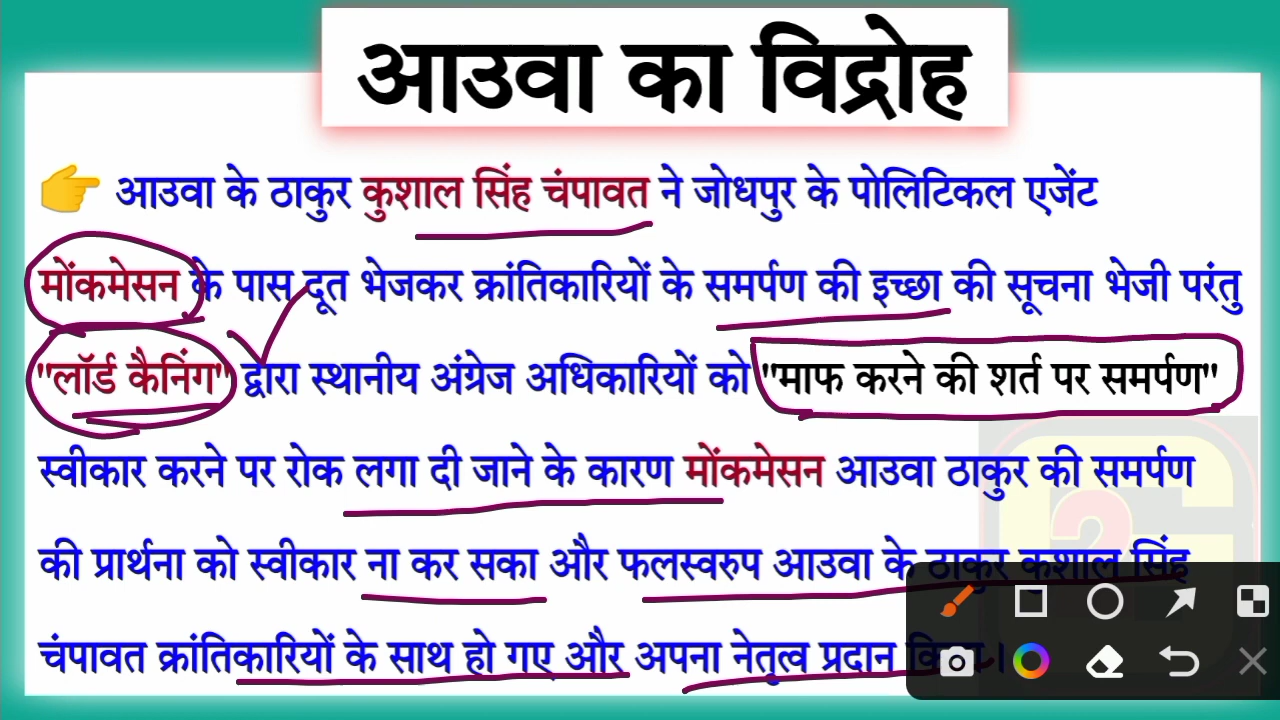 आउवा का विद्रोह
👉 आउवा के ठाकुर कुशाल सिंह चंपावत ने जोधपुर के पोलिटिकल एजेंट
मोंकमेसन के पास दूत भेजकर क्रांतिकारियों के समर्पण की इच्छा की सूचना भेजी परंतु
"लॉर्ड कैनिंग" द्वारा स्थानीय अंग्रेज अधिकारियों को "माफ करने की शर्त पर समर्पण"
स्वीकार करने पर रोक लगा दी जाने के कारण मोंकमेसन आउवा ठाकुर की समर्पण
की प्रार्थना को स्वीकार ना कर सका और फलस्वरुप आउवा के ठाकुर कुशाल सिंह
चंपावत क्रांतिकारियों के साथ हो गए और अपना नेतृत्व प्रदान